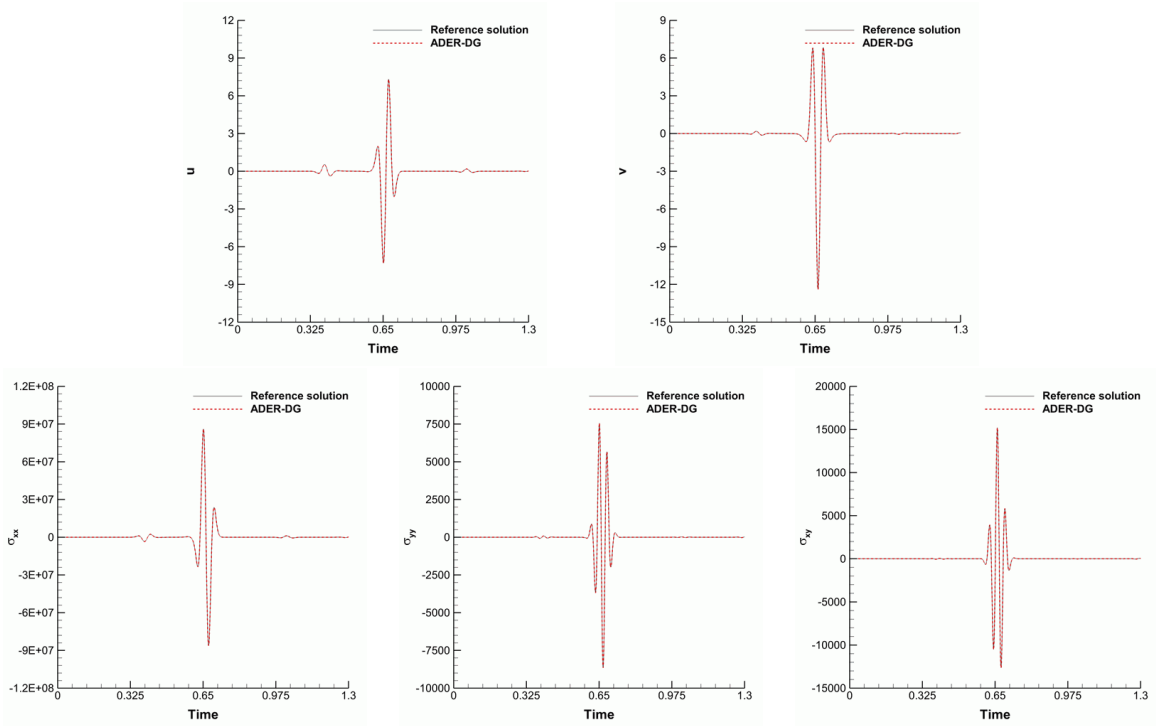 12
9
6
3
0
-3
-6
-9
-12
u
0
0.325
0.65
0.975
1.3
Time
Reference solution
ADER-DG
9
6
3
0
-3
-6
-9
-12
-15
v
0
0.325
0.65
0.975
1.3
Time
Reference solution
ADER-DG
1.2E+08
9E+07
6E+07
3E+07
0
-3E+07
-6E+07
-9E+07
-1.2E+08
σxx
0
0.325
0.65
0.975
1.3
Time
Reference solution
ADER-DG
10000
7500
5000
2500
0
-2500
-5000
-7500
-10000
σyy
0
0.325
0.65
0.975
1.3
Time
Reference solution
ADER-DG
20000
15000
10000
5000
0
-5000
-10000
-15000
σxy
0
0.325
0.65
0.975
1.3
Time
Reference solution
ADER-DG